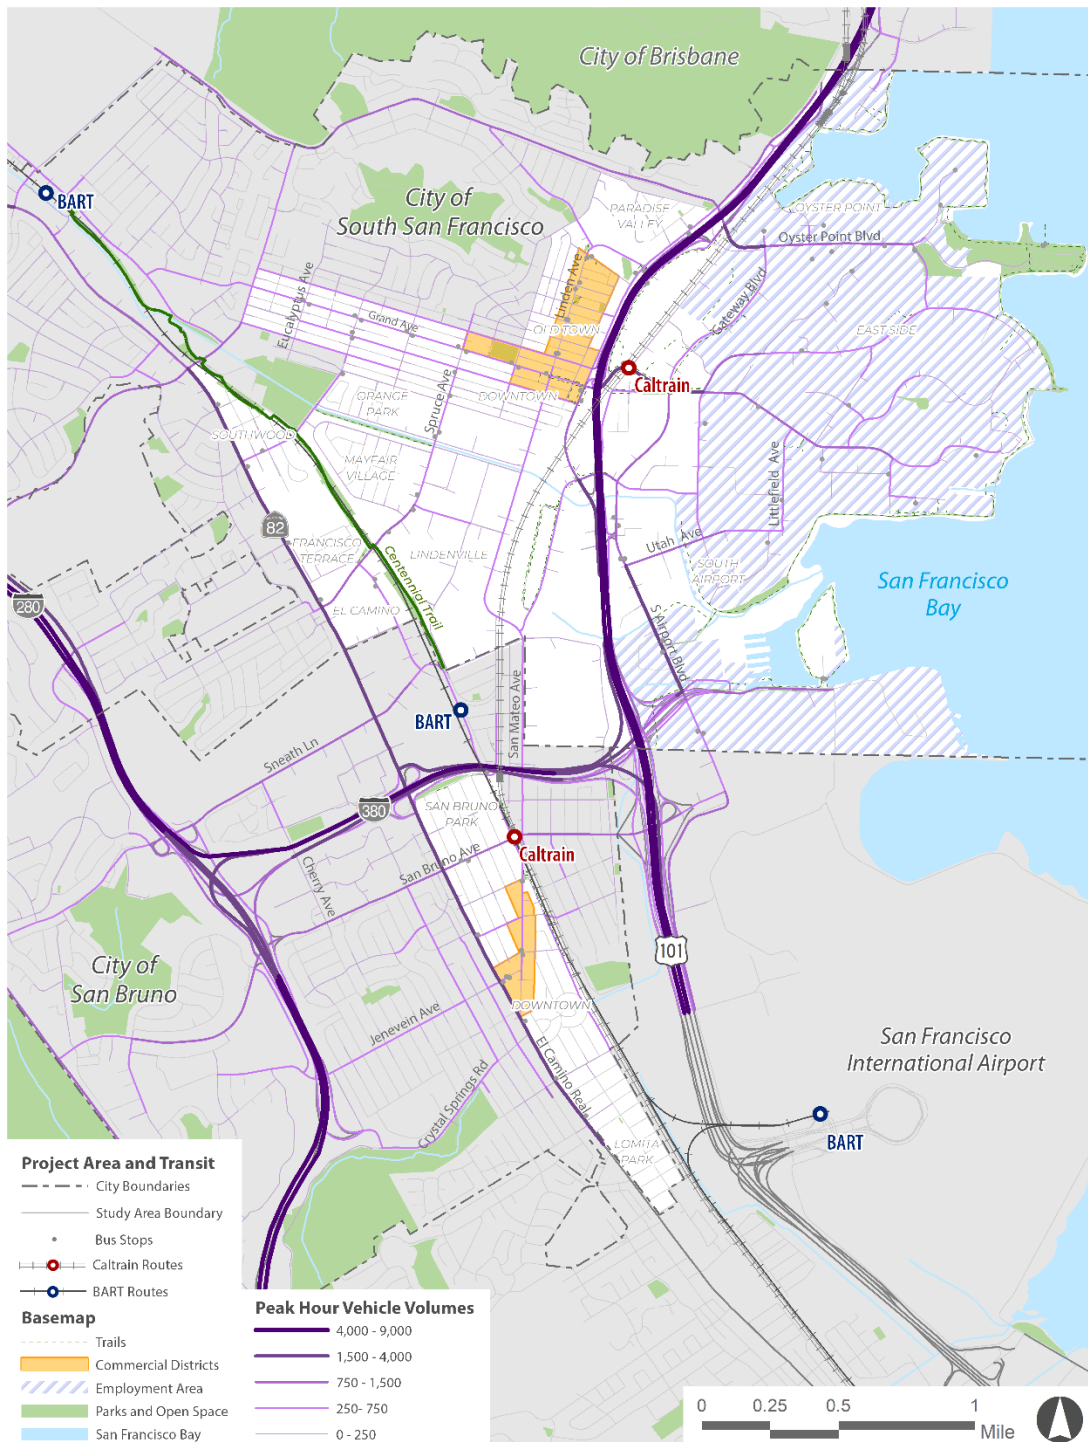 City of Brisbane
BART
City of
South San Francisco
PARADISE
VALLEY
OYSTER POINT
Oyster Point Blvd
Eucalyptus Ave
Linden Ave
Gateway Blvd
Grand Ave
OLD TOWN
EAST SIDE
Caltrain
Spruce Ave
ORANGE
PARK
DOWNTOWN
SOUTHWOOD
MAYFAIR
VILLAGE
Littlefield Ave
82
FRANCISCO
TERRACE
Centennial Trail
LINDENVILLE
Utah Ave
SOUTH
AIRPORT
San Francisco
Bay
280
EL CAMINO
S Airport Blvd
BART
San Mateo Ave
Sneath Ln
380
SAN BRUNO
PARK
Caltrain
San Bruno Ave
Cherry Ave
101
City of
San Bruno
DOWNTOWN
Jenevein Ave
El Camino Real
Crystal Springs Rd
San Francisco
International Airport
BART
LOMITA
PARK
Project Area and Transit
City Boundaries
Study Area Boundary
Bus Stops
Caltrain Routes
BART Routes
Basemap
Trails
Commercial Districts
Employment Area
Parks and Open Space
San Francisco Bay
Peak Hour Vehicle Volumes
4,000 - 9,000
1,500 - 4,000
750 - 1,500
250- 750
0 - 250
0 0.25 0.5 1
Mile